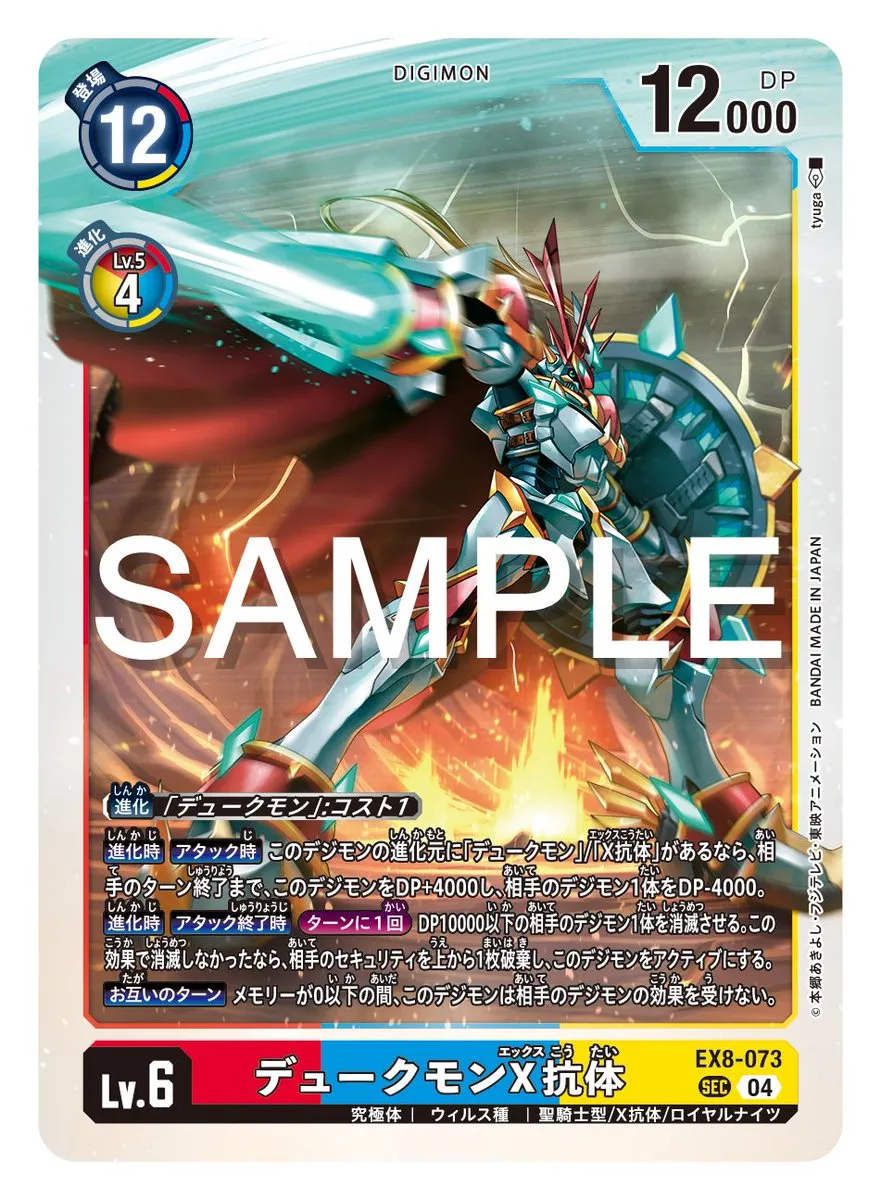 登場
12
DIGIMON
12000
DP
進化
Lv.5
4
tyuga
SAMPLE
BANDAI MADE IN JAPAN
©本郷あきよし・フジテレビ・東映アニメーション
進化 「デュークモン」:コスト1
進化時 アタック時 このデジモンの進化元に「デュークモン」/「X抗体」があるなら、相
手のターン終了まで、このデジモンをDP+4000し、相手のデジモン1体をDP-4000。
進化時 アタック終了時 ターンに1回 DP10000以下の相手のデジモン1体を消滅させる。この
効果で消滅しなかったなら、相手のセキュリティを上から1枚破棄し、このデジモンをアクティブにする。
お互いのターン メモリーが0以下の間、このデジモンは相手のデジモンの効果を受けない。
Lv.6
デュークモンX抗体
EX8-073
SEC 04
究極体 | ウィルス種 | 聖騎士型/X抗体/ロイヤルナイツ